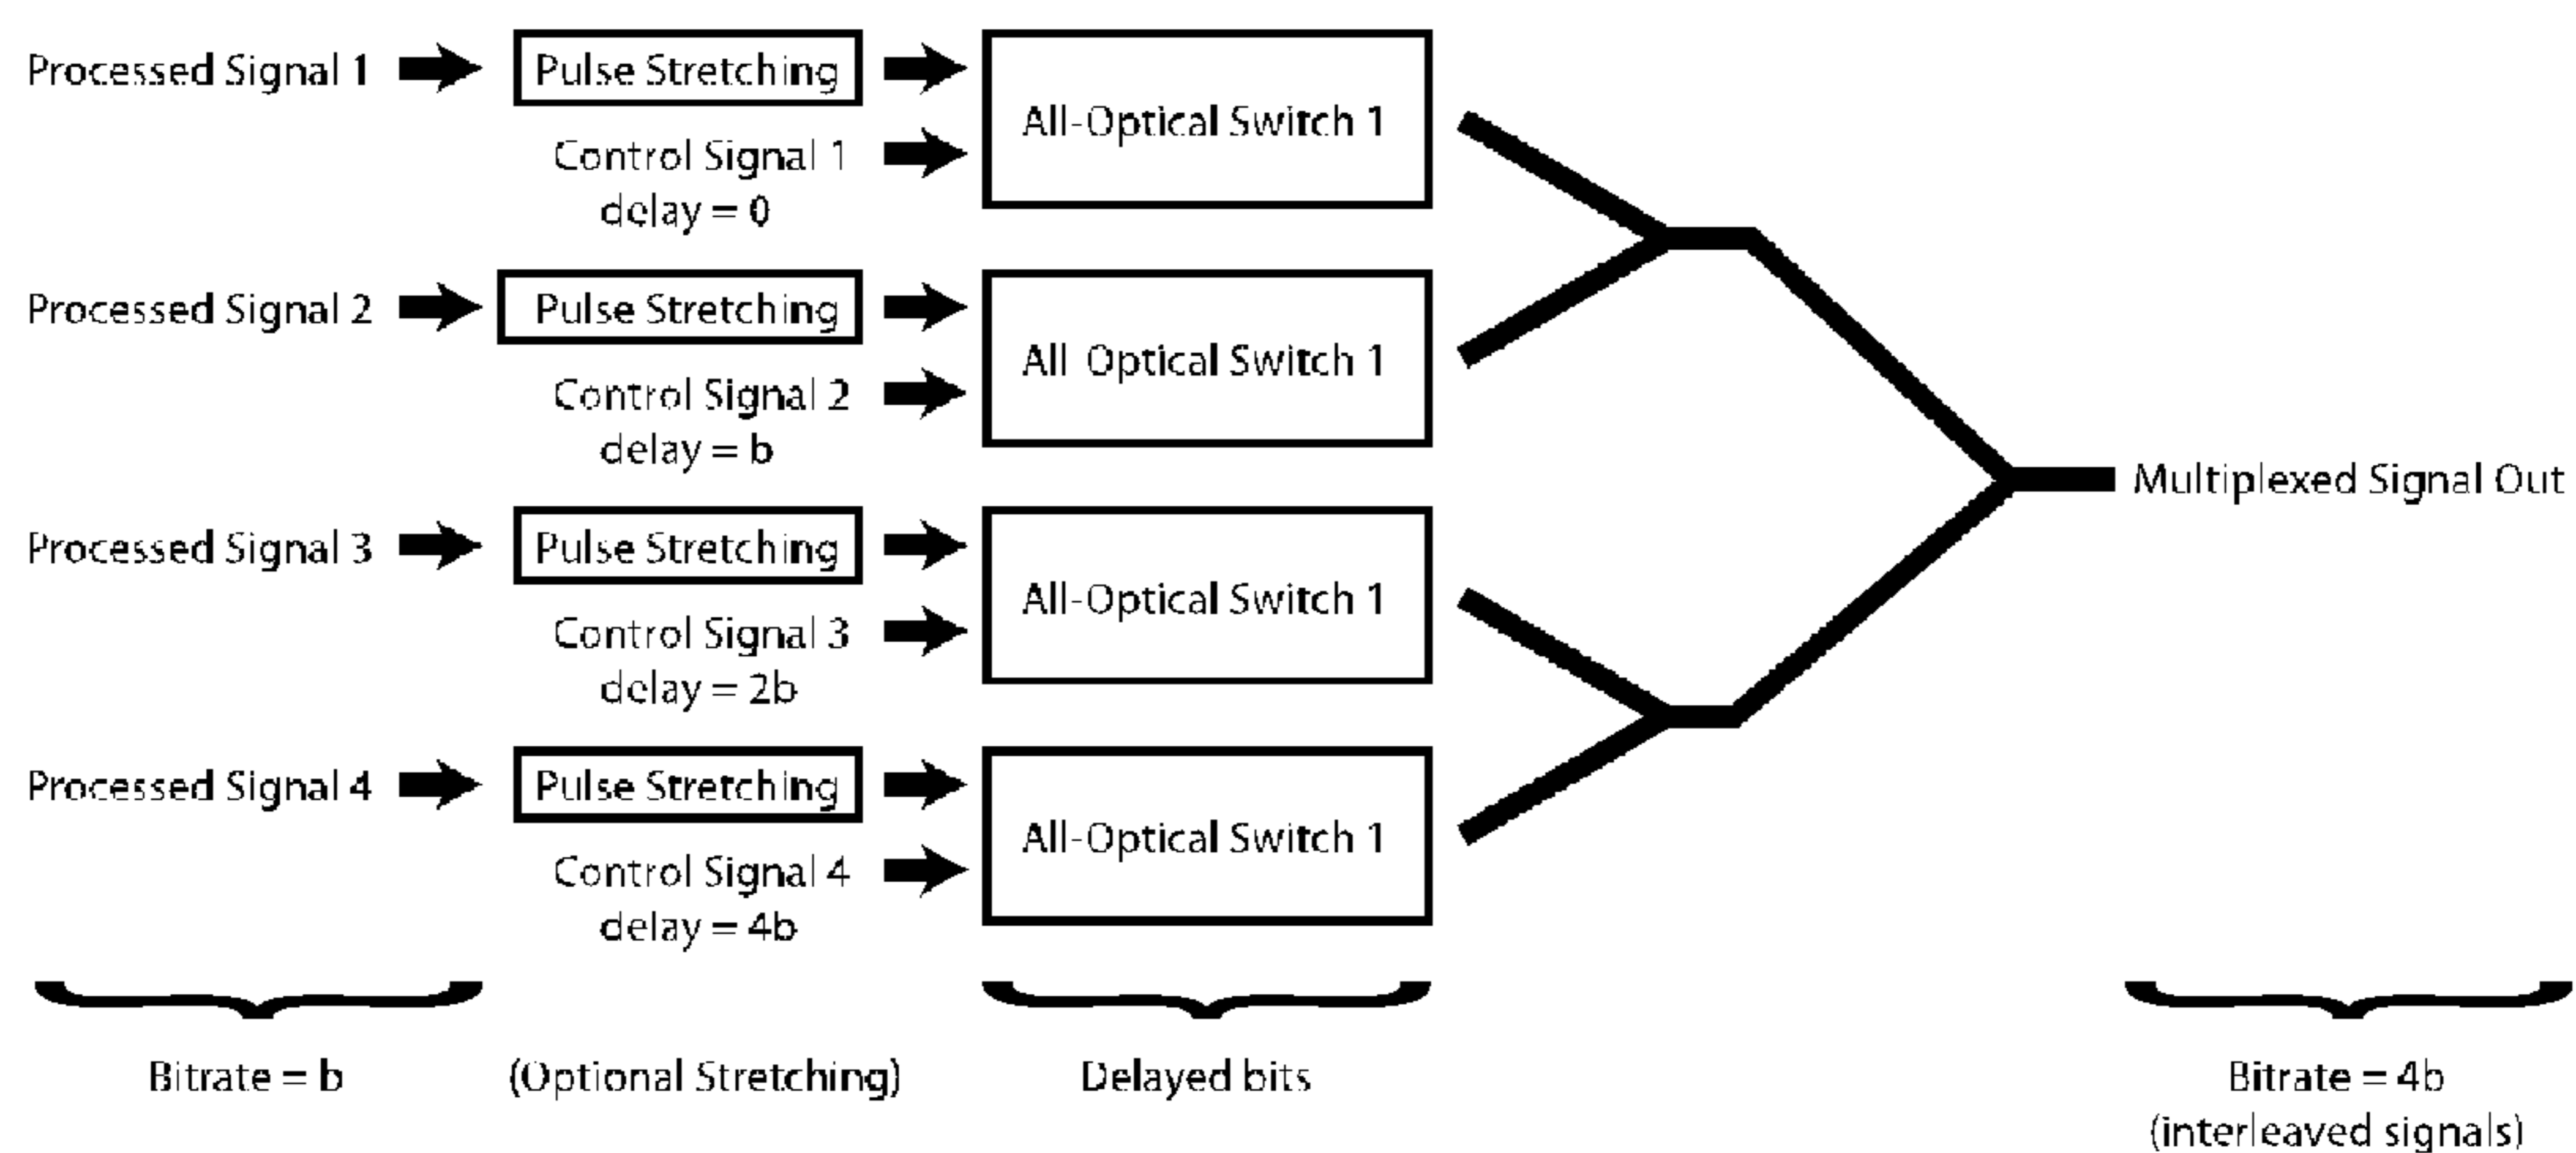 Processed Signal 1
Pulse Stretching
Control Signal 1
delay = 0
All-Optical Switch 1
Processed Signal 2
Pulse Stretching
Control Signal 2
delay = b
All Optical Switch 1
Processed Signal 3
Pulse Stretching
Control Signal 3
delay = 2b
All-Optical Switch 1
Processed Signal 4
Pulse Stretching
Control Signal 4
delay = 4b
All-Optical Switch 1
Multiplexed Signal Out
Bitrate = b
(Optional Stretching)
Delayed bits
Bitrate = 4b
(interleaved signals)